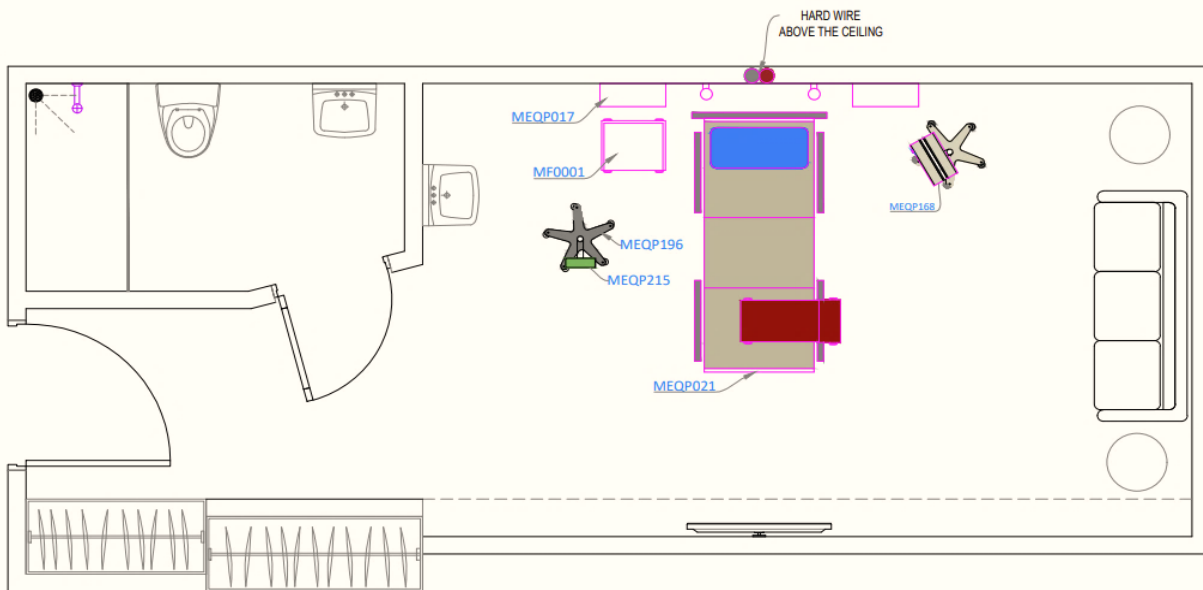 HARD WIRE
ABOVE THE CEILING
MEQP017
MF0001
MEQP168
MEQP196
MEQP215
MEQP021